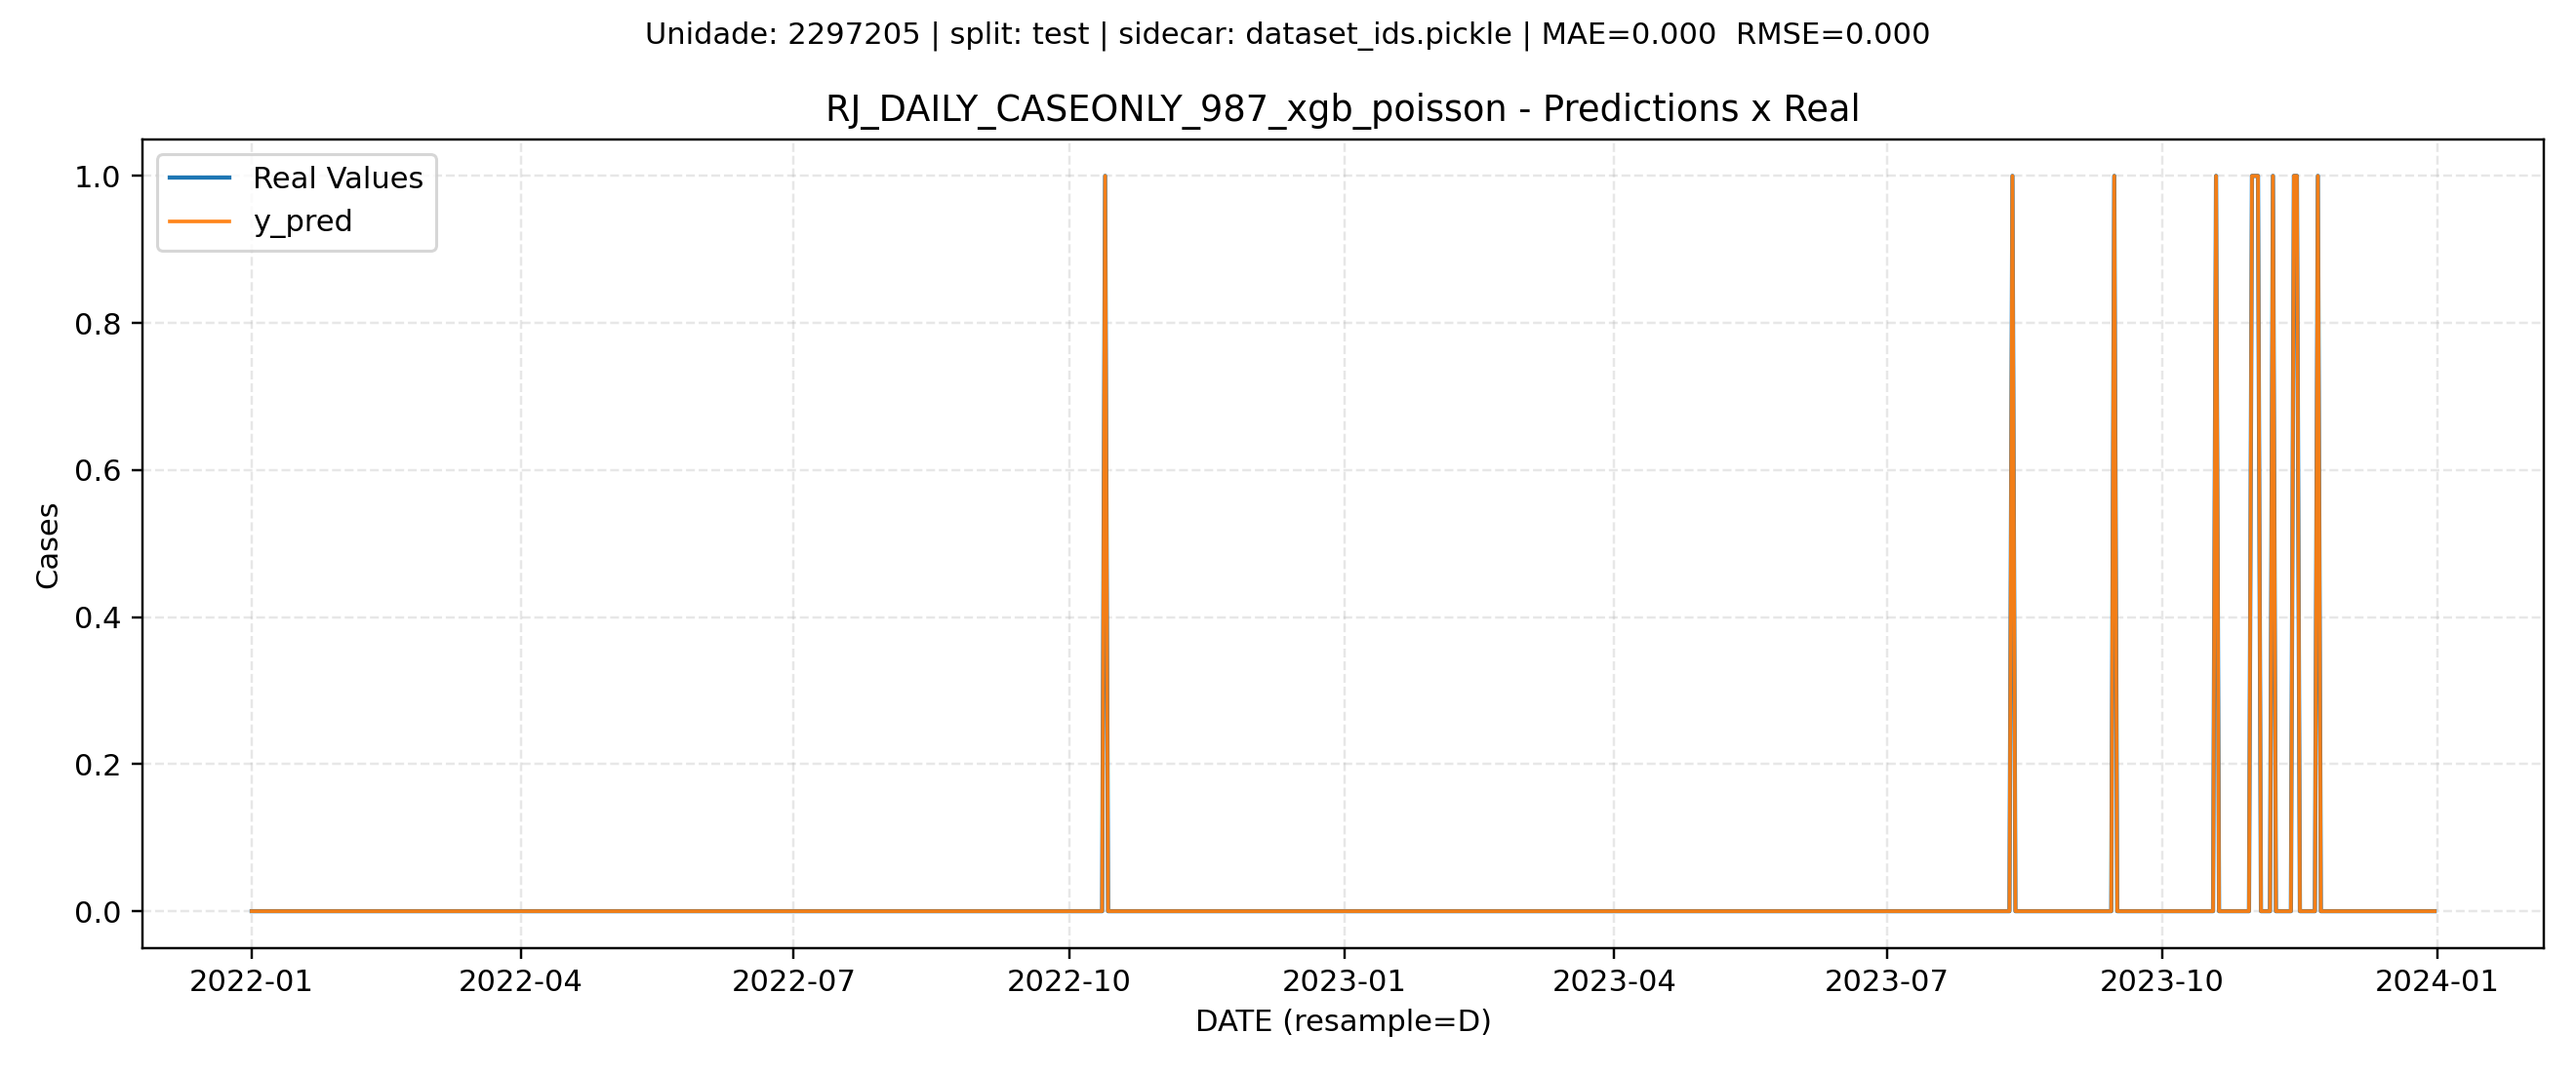 Unidade: 2297205 | split: test | sidecar: dataset_ids.pickle | MAE=0.000  RMSE=0.000
RJ_DAILY_CASEONLY_987_xgb_poisson - Predictions x Real
Real Values
y_pred
1.0
0.8
0.6
0.4
0.2
0.0
Cases
2022-01
2022-04
2022-07
2022-10
2023-01
2023-04
2023-07
2023-10
2024-01
DATE (resample=D)